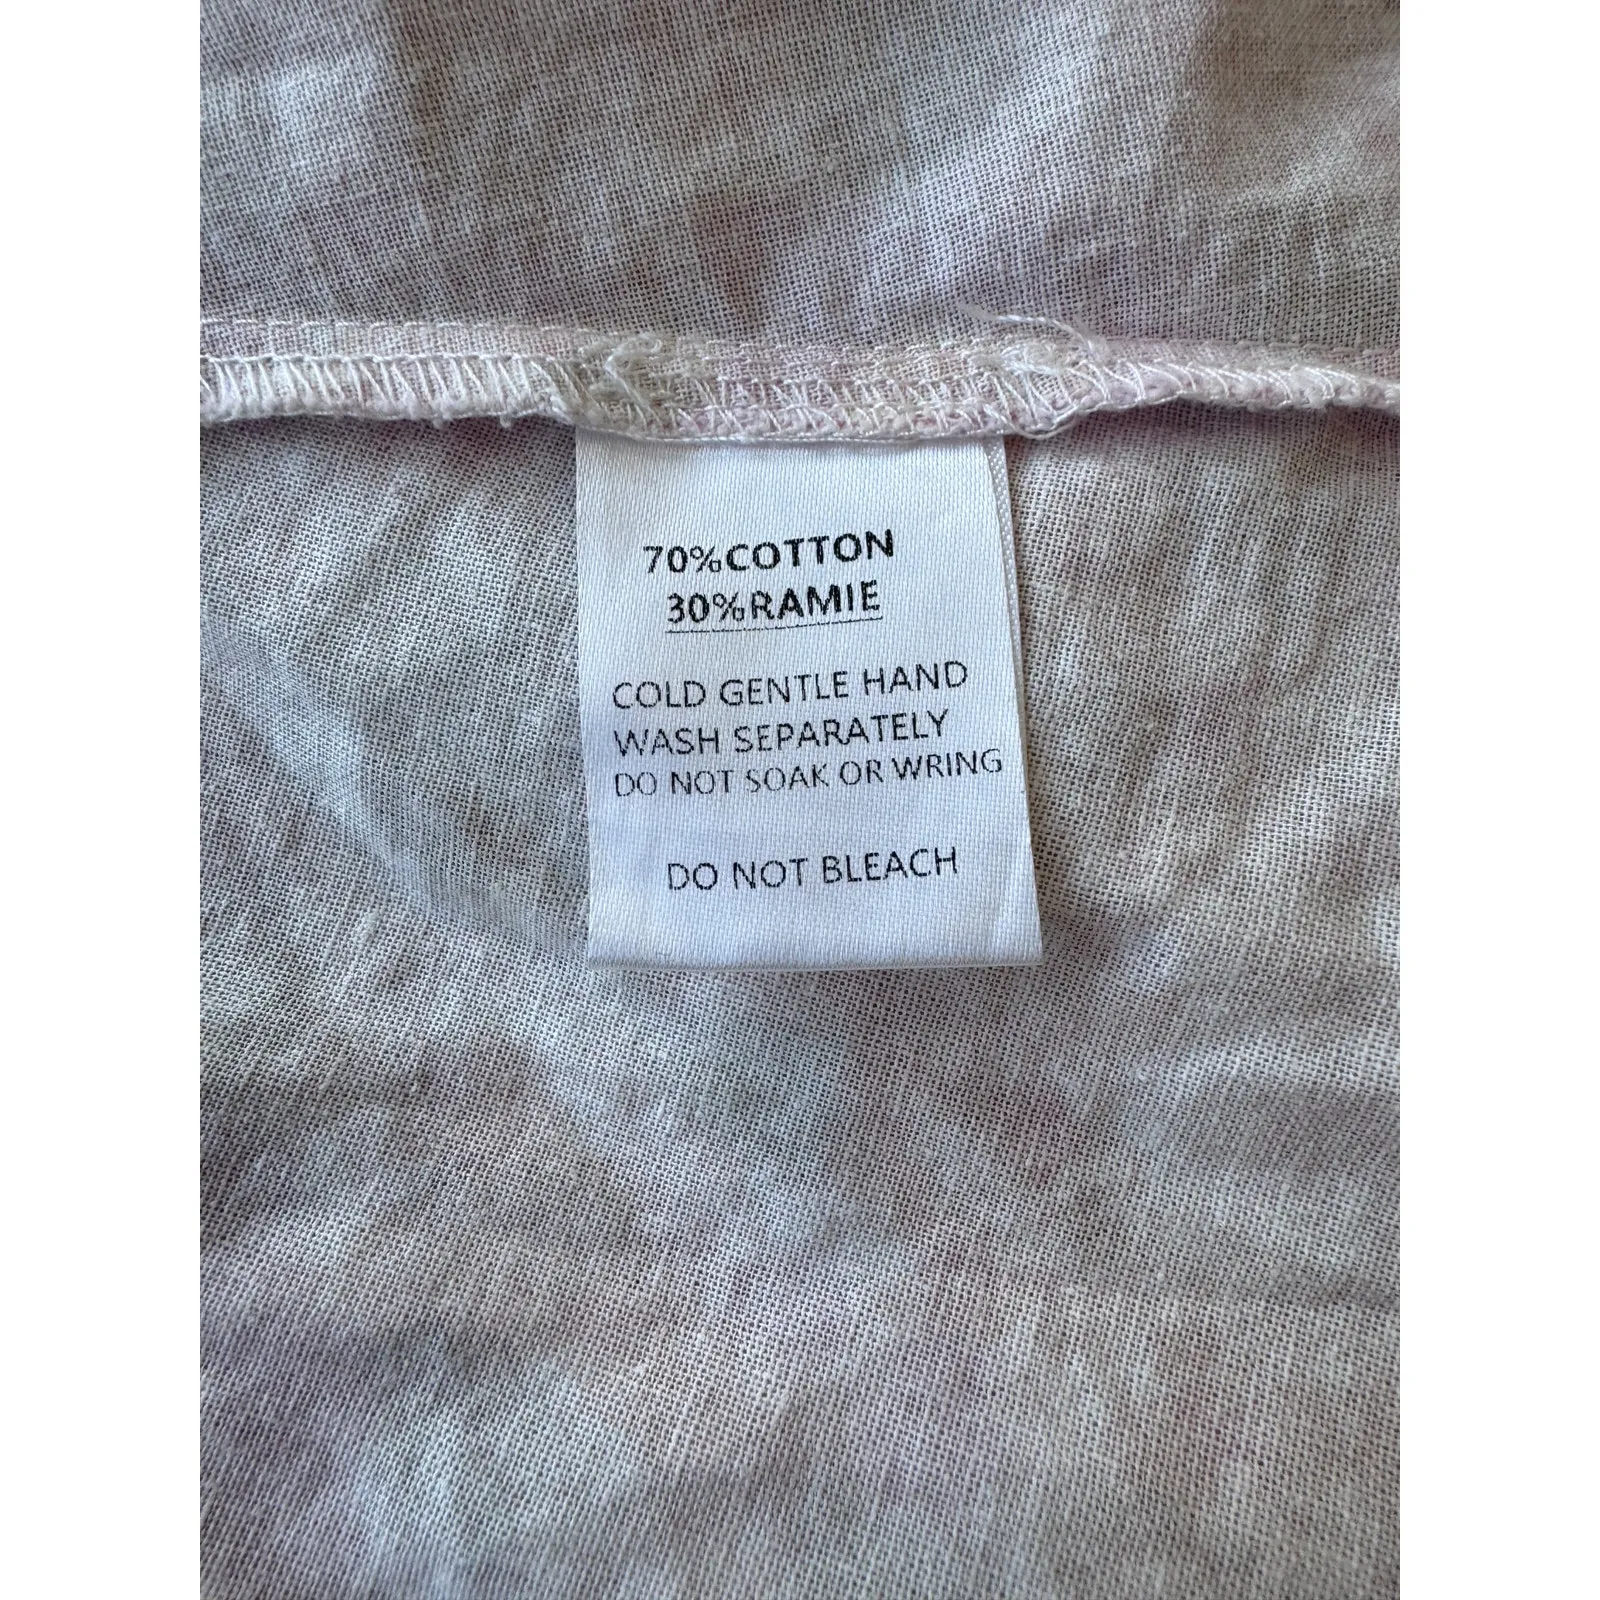 70%COTTON
30%RAMIE
COLD GENTLE HAND
WASH SEPARATELY
DO NOT SOAK OR WRING
DO NOT BLEACH